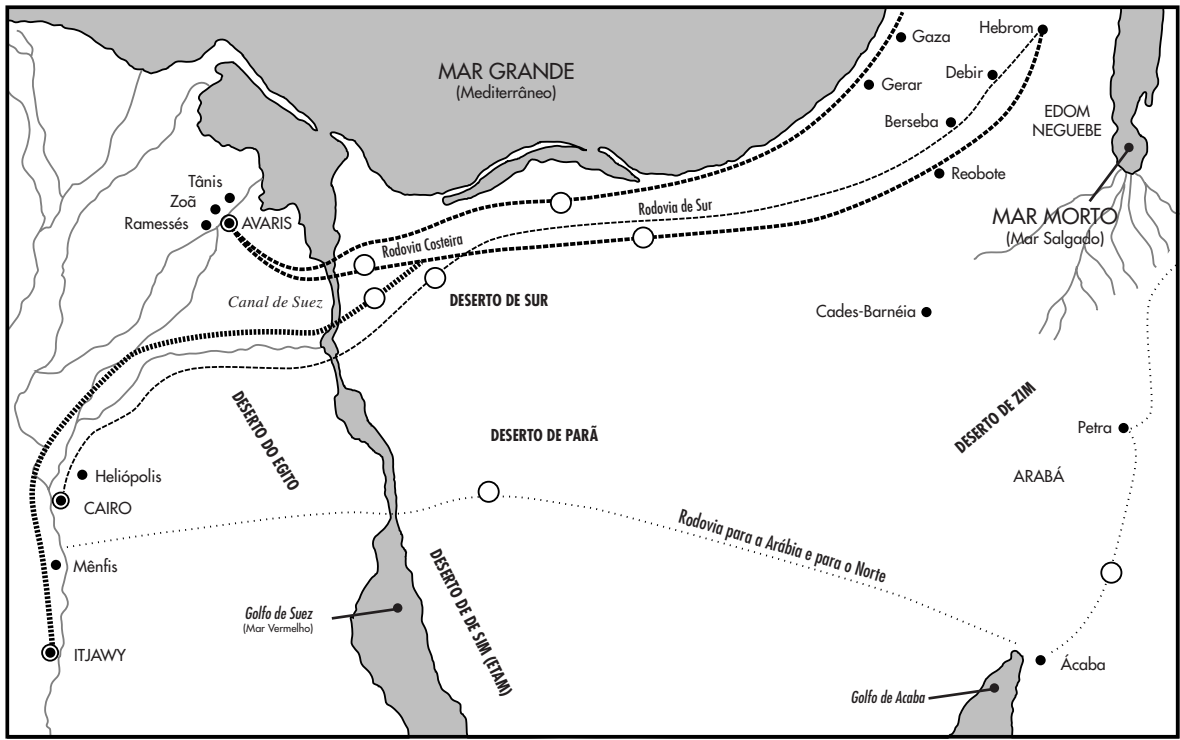 Hebrom
Gaza
MAR GRANDE
(Mediterrâneo)
Debir
Gerar
EDOM
NEGUEBE
Berseba
Reobote
Tânis
Zoã
Ramessés
AVARIS
Rodovia de Sur
MAR MORTO
(Mar Salgado)
Rodovia Costeira
Canal de Suez
DESERTO DE SUR
Cades-Barnéia
DESERTO DO EGITO
DESERTO DE PARÃ
DESERTO DE ZIM
Petra
Heliópolis
ARABÁ
CAIRO
Rodovia para a Arábia e para o Norte
Mênfis
DESERTO DE DE SIM (ETAM)
Golfo de Suez
(Mar Vermelho)
ITJAWY
Ácaba
Golfo de Acaba